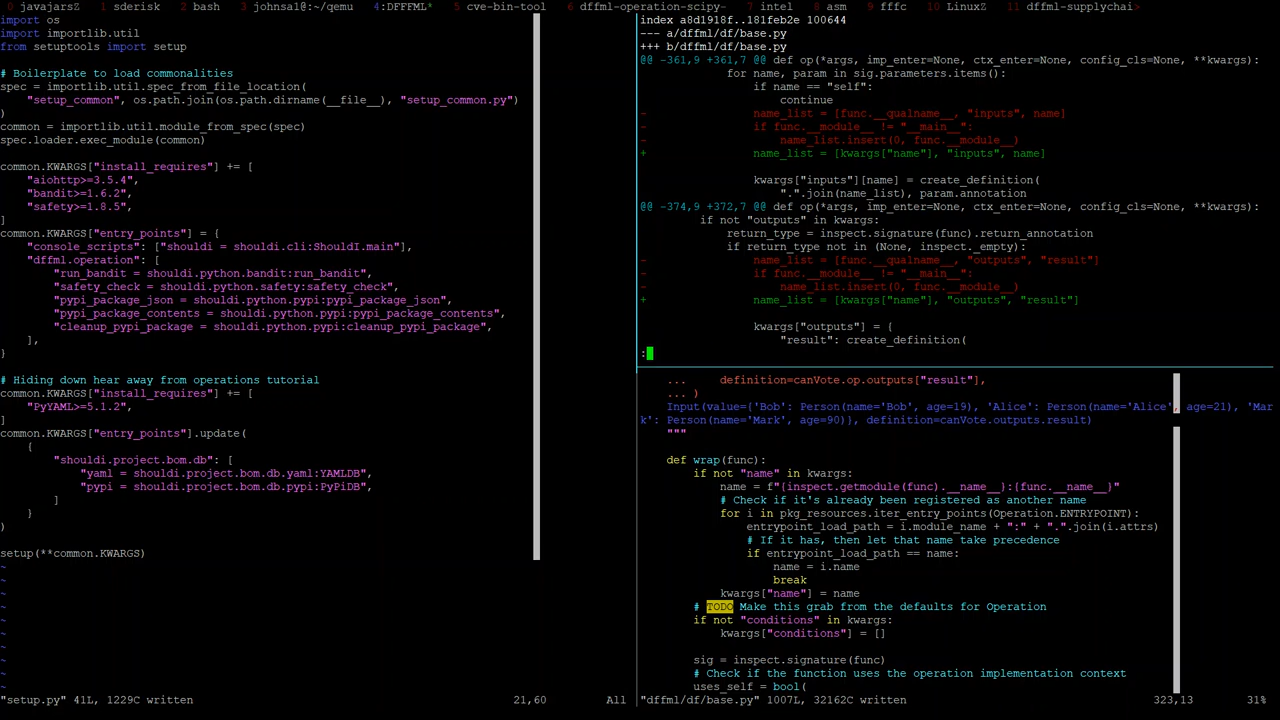 0 javajarsZ  1 sderisk  2 bash  3 johnsa1@:~/qemu  4:DFFFML*  5 cve-bin-tool  6 dffml-operation-scipy-  7 intel  8 asm  9 fffc  10 LinuxZ  11 dffml-supplychai>
import os
import importlib.util
from setuptools import setup
# Boilerplate to load commonalities
spec = importlib.util.spec_from_file_location(
    "setup_common", os.path.join(os.path.dirname(__file__), "setup_common.py")
)
common = importlib.util.module_from_spec(spec)
spec.loader.exec_module(common)
common.KWARGS["install_requires"] += [
    "aiohttp>=3.5.4",
    "bandit>=1.6.2",
    "safety>=1.8.5",
]
common.KWARGS["entry_points"] = {
    "console_scripts": ["shouldi = shouldi.cli:ShouldI.main"],
    "dffml.operation": [
        "run_bandit = shouldi.python.bandit:run_bandit",
        "safety_check = shouldi.python.safety:safety_check",
        "pypi_package_json = shouldi.python.pypi:pypi_package_json",
        "pypi_package_contents = shouldi.python.pypi:pypi_package_contents",
        "cleanup_pypi_package = shouldi.python.pypi:cleanup_pypi_package",
    ],
}
# Hiding down hear away from operations tutorial
common.KWARGS["install_requires"] += [
    "PyYAML>=5.1.2",
]
common.KWARGS["entry_points"].update(
    {
        "shouldi.project.bom.db": [
            "yaml = shouldi.project.bom.db.yaml:YAMLDB",
            "pypi = shouldi.project.bom.db.pypi:PyPiDB",
        ]
    }
)
setup(**common.KWARGS)
~
~
~
~
~
~
~
~
~
~
"setup.py" 41L, 1229C written    21,60    All
index a8d1918f..181feb2e 100644
--- a/dffml/df/base.py
+++ b/dffml/df/base.py
@@ -361,9 +361,7 @@ def op(*args, imp_enter=None, ctx_enter=None, config_cls=None, **kwargs):
             for name, param in sig.parameters.items():
                 if name == "self":
                     continue
-                name_list = [func.__qualname__, "inputs", name]
-                if func.__module__ != "__main__":
-                    name_list.insert(0, func.__module__)
+                name_list = [kwargs["name"], "inputs", name]
                 kwargs["inputs"][name] = create_definition(
                     ".".join(name_list), param.annotation
@@ -374,9 +372,7 @@ def op(*args, imp_enter=None, ctx_enter=None, config_cls=None, **kwargs):
         if not "outputs" in kwargs:
             return_type = inspect.signature(func).return_annotation
             if return_type not in (None, inspect._empty):
-                name_list = [func.__qualname__, "outputs", "result"]
-                if func.__module__ != "__main__":
-                    name_list.insert(0, func.__module__)
+                name_list = [kwargs["name"], "outputs", "result"]
                 kwargs["outputs"] = {
                     "result": create_definition(
:
    ...     definition=canVote.op.outputs["result"],
    ... )
    Input(value={'Bob': Person(name='Bob', age=19), 'Alice': Person(name='Alice', age=21), 'Mar
k': Person(name='Mark', age=90)}, definition=canVote.outputs.result)
    """
    def wrap(func):
        if not "name" in kwargs:
            name = f"{inspect.getmodule(func).__name__}:{func.__name__}"
            # Check if it's already been registered as another name
            for i in pkg_resources.iter_entry_points(Operation.ENTRYPOINT):
                entrypoint_load_path = i.module_name + ":" + ".".join(i.attrs)
                # If it has, then let that name take precedence
                if entrypoint_load_path == name:
                    name = i.name
                    break
            kwargs["name"] = name
        # TODO Make this grab from the defaults for Operation
        if not "conditions" in kwargs:
            kwargs["conditions"] = []
        sig = inspect.signature(func)
        # Check if the function uses the operation implementation context
        uses_self = bool(
"dffml/df/base.py" 1007L, 32162C written    323,13    31%